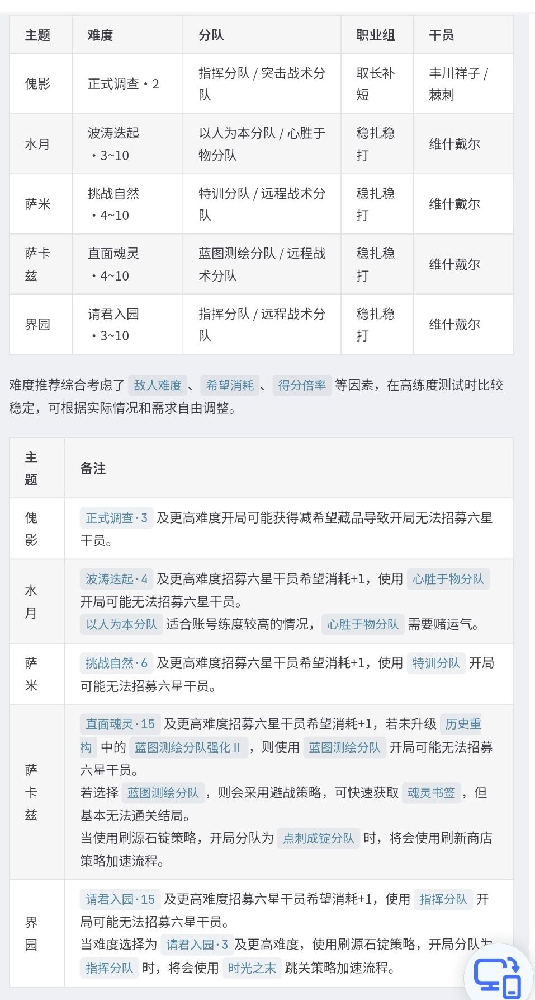 主题 难度 分队 职业组 干员
傀影 正式调查・2 指挥分队 / 突击战术分 取长补 丰川祥子 /
队 短 棘刺
水月 波涛迭起 以人为本分队 / 心胜于 稳扎稳 维什戴尔
・3~10 物分队 打
萨米 挑战自然 特训分队 / 远程战术分 稳扎稳 维什戴尔
・4~10 队 打
萨卡 直面魂灵 蓝图测绘分队 / 远程战 稳扎稳 维什戴尔
兹 ・4~10 术分队 打
界园 请君入园 指挥分队 / 远程战术分 稳扎稳 维什戴尔
・3~10 队 打
难度推荐综合考虑了 敌人难度 、 希望消耗 、 得分倍率 等因素，在高练度测试时比较
稳定，可根据实际情况和需求自由调整。
主
题
备注
傀
影
正式调查·3 及更高难度开局可能获得减希望藏品导致开局无法招募六星
干员。
水
月
波涛迭起·4 及更高难度招募六星干员希望消耗+1，使用 心胜于物分队
开局可能无法招募六星干员。
以人为本分队 适合账号练度较高的情况， 心胜于物分队 需要赌运气。
萨
米
挑战自然·6 及更高难度招募六星干员希望消耗+1，使用 特训分队 开局
可能无法招募六星干员。
萨
卡
兹
直面魂灵·15 及更高难度招募六星干员希望消耗+1，若未升级 历史重
构 中的 蓝图测绘分队强化Ⅱ ，则使用 蓝图测绘分队 开局可能无法招募
六星干员。
若选择 蓝图测绘分队 ，则会采用避战策略，可快速获取 魂灵书签 ，但
基本无法通关结局。
当使用刷源石锭策略，开局分队为 点刺成锭分队 时，将会使用刷新商店
策略加速流程。
界
园
请君入园·15 及更高难度招募六星干员希望消耗+1，使用 指挥分队 开
局可能无法招募六星干员。
当难度选择为 请君入园·3 及更高难度，使用刷源石锭策略，开局分队为
指挥分队 时，将会使用 时光之末 跳关策略加速流程。